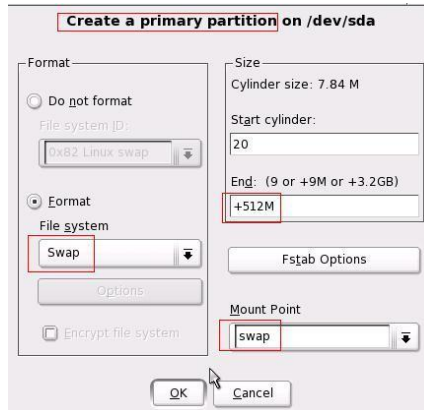 Create a primary partition on /dev/sda
Format
Do not format
File system ID:
0x82 Linux swap
Format
File system
Swap
Options
Encrypt file system
Size
Cylinder size: 7.84 M
Start cylinder:
20
End: (9 or +9M or +3.2GB)
+512M
Fstab Options
Mount Point
swap
OK
Cancel